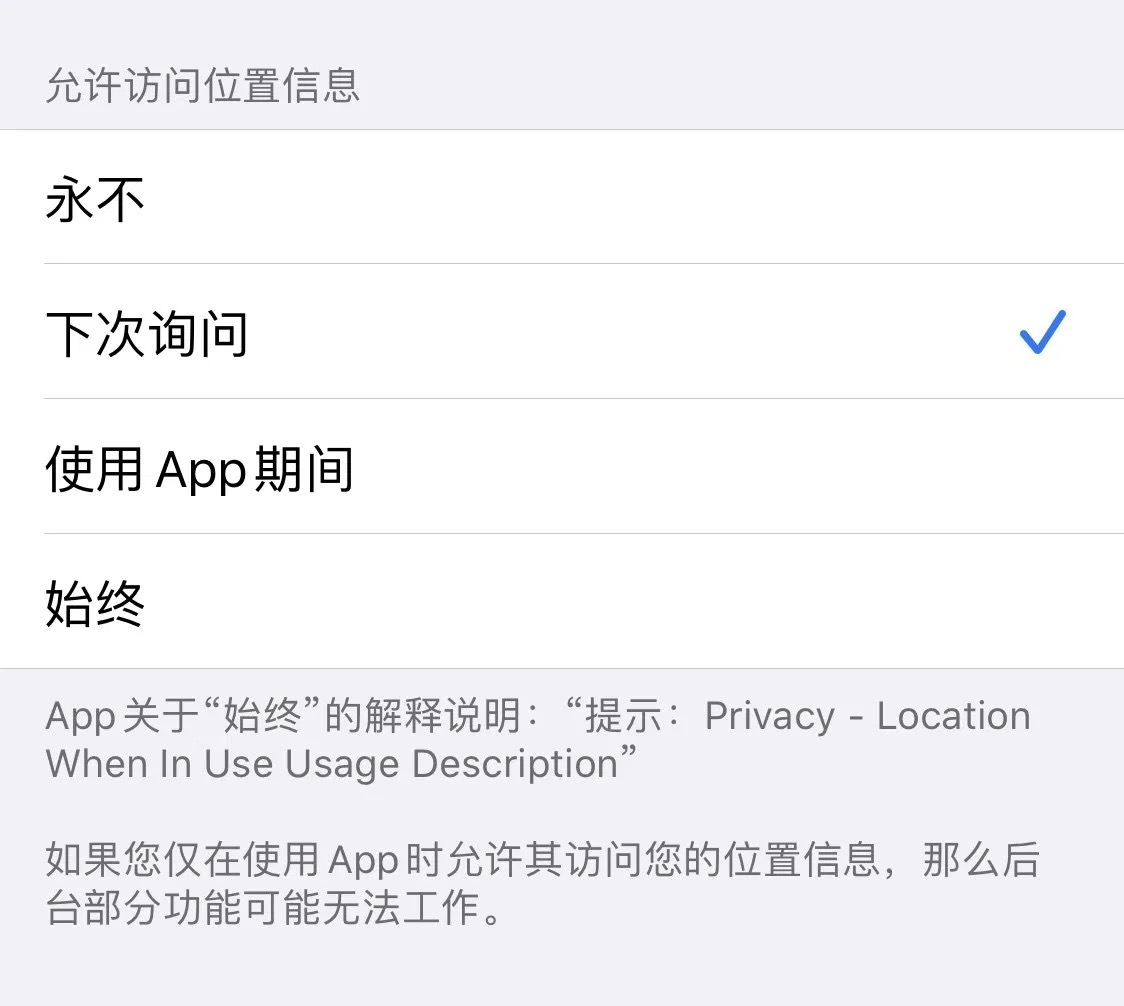 允许访问位置信息
永不
下次询问
使用 App 期间
始终
App 关于“始终”的解释说明：“提示：Privacy - Location
When In Use Usage Description”
如果您仅在使用 App 时允许其访问您的位置信息，那么后
台部分功能可能无法工作。